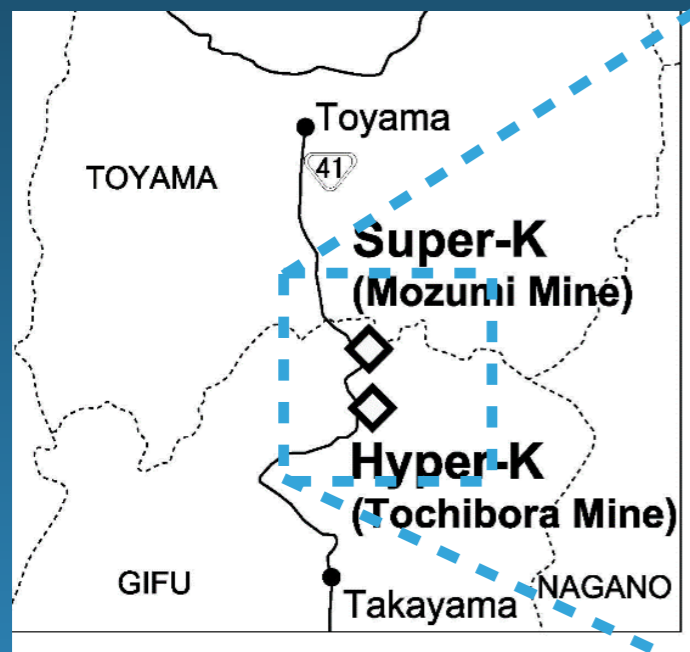 Toyama
41
TOYAMA
Super-K
(Mozumi Mine)
Hyper-K
(Tochibora Mine)
GIFU
NAGANO
Takayama